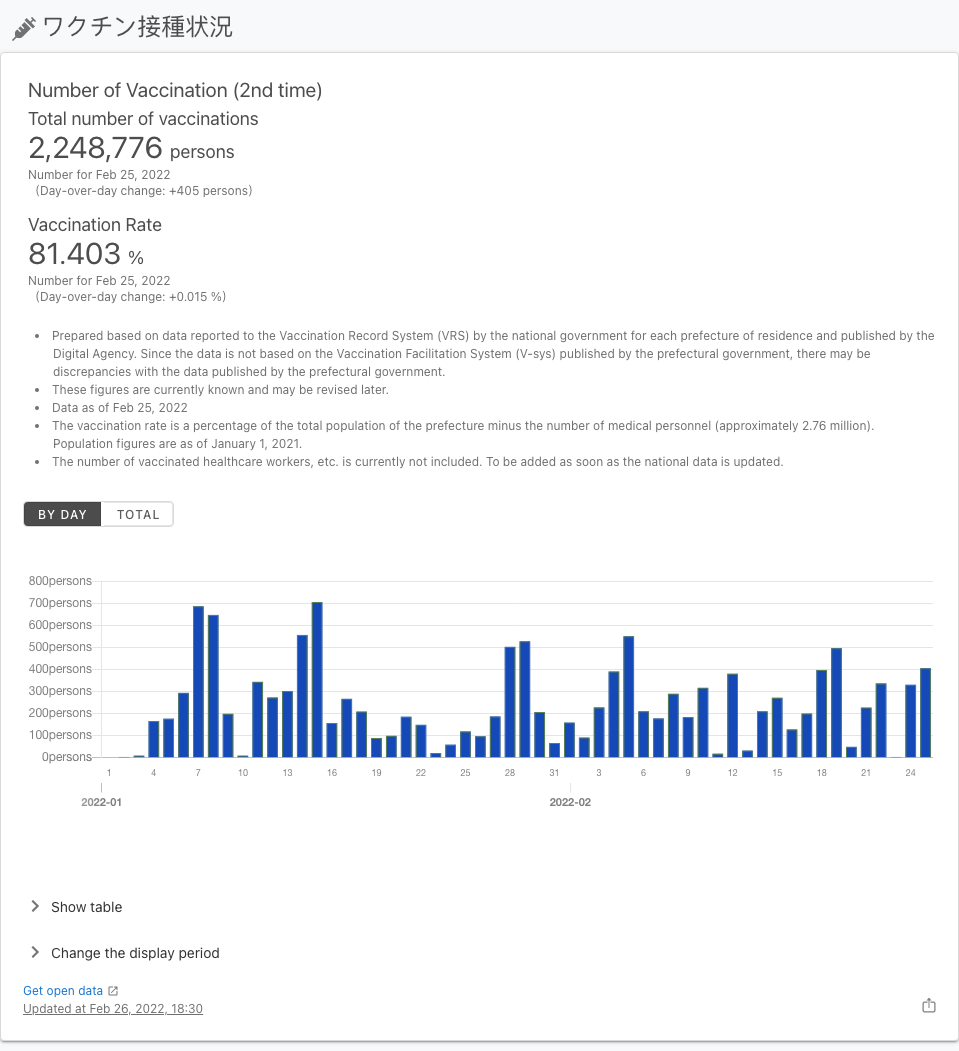 ワクチン接種状況
Number of Vaccination (2nd time)
Total number of vaccinations
2,248,776 persons
Number for Feb 25, 2022
(Day-over-day change: +405 persons)
Vaccination Rate
81.403 %
Number for Feb 25, 2022
(Day-over-day change: +0.015 %)
• Prepared based on data reported to the Vaccination Record System (VRS) by the national government for each prefecture of residence and published by the
Digital Agency. Since the data is not based on the Vaccination Facilitation System (V-sys) published by the prefectural government, there may be
discrepancies with the data published by the prefectural government.
• These figures are currently known and may be revised later.
• Data as of Feb 25, 2022
• The vaccination rate is a percentage of the total population of the prefecture minus the number of medical personnel (approximately 2.76 million).
Population figures are as of January 1, 2021.
• The number of vaccinated healthcare workers, etc. is currently not included. To be added as soon as the national data is updated.
BY DAY TOTAL
800persons
700persons
600persons
500persons
400persons
300persons
200persons
100persons
0persons
1 4 7 10 13 16 19 22 25 28 31 3 6 9 12 15 18 21 24
2022-01 2022-02
Show table
Change the display period
Get open data
Updated at Feb 26, 2022, 18:30